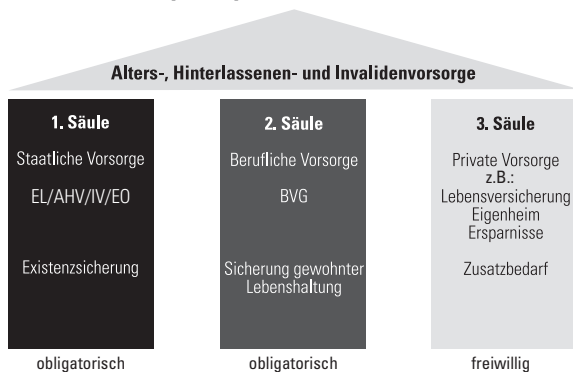 Alters-, Hinterlassenen- und Invalidenvorsorge
1. Säule
Staatliche Vorsorge
EL/AHV/IV/EO
Existenzsicherung
obligatorisch
2. Säule
Berufliche Vorsorge
BVG
Sicherung gewohnter
Lebenshaltung
obligatorisch
3. Säule
Private Vorsorge
z.B.:
Lebensversicherung
Eigenheim
Ersparnisse
Zusatzbedarf
freiwillig